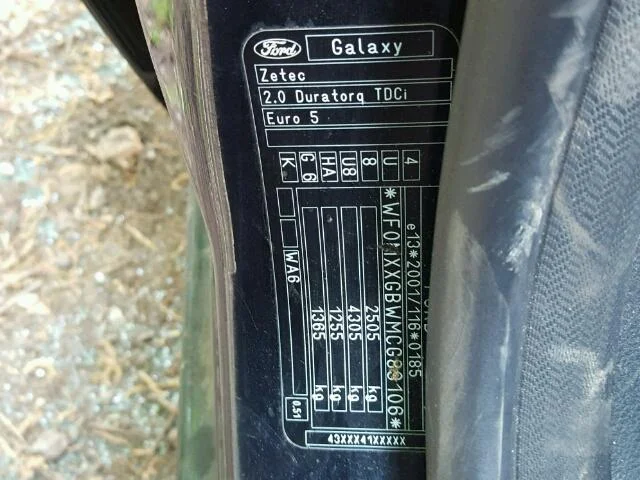 Ford Galaxy
Zetec
2.0 Duratorq TDCi
Euro 5
4
U
8
U8
HA
G 6
K
e13*2001/116*0185
2505 kg
4305 kg
1255 kg
1365 kg
WA6
0.51
43XXX41XXXXX